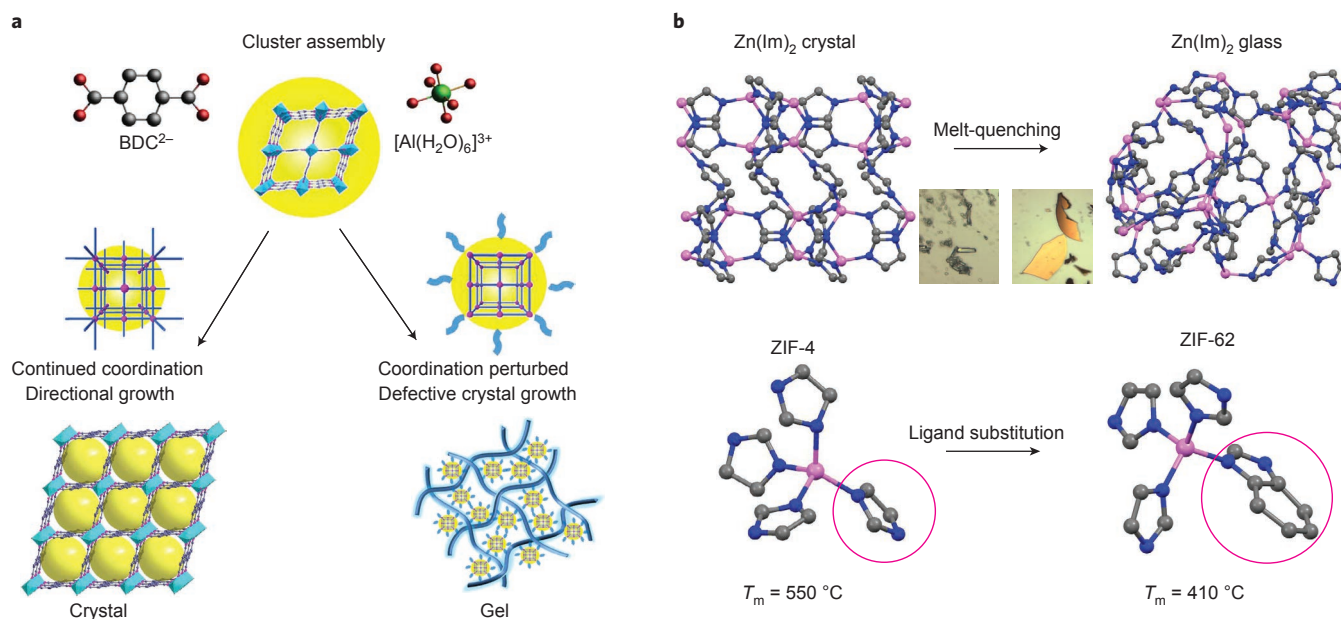 a
Cluster assembly
BDC²⁻
[Al(H₂O)₆]³⁺
Continued coordination
Directional growth
Coordination perturbed
Defective crystal growth
Crystal
Gel
b
Zn(Im)₂ crystal
Zn(Im)₂ glass
Melt-quenching
ZIF-4
ZIF-62
Ligand substitution
Tₘ = 550 °C
Tₘ = 410 °C